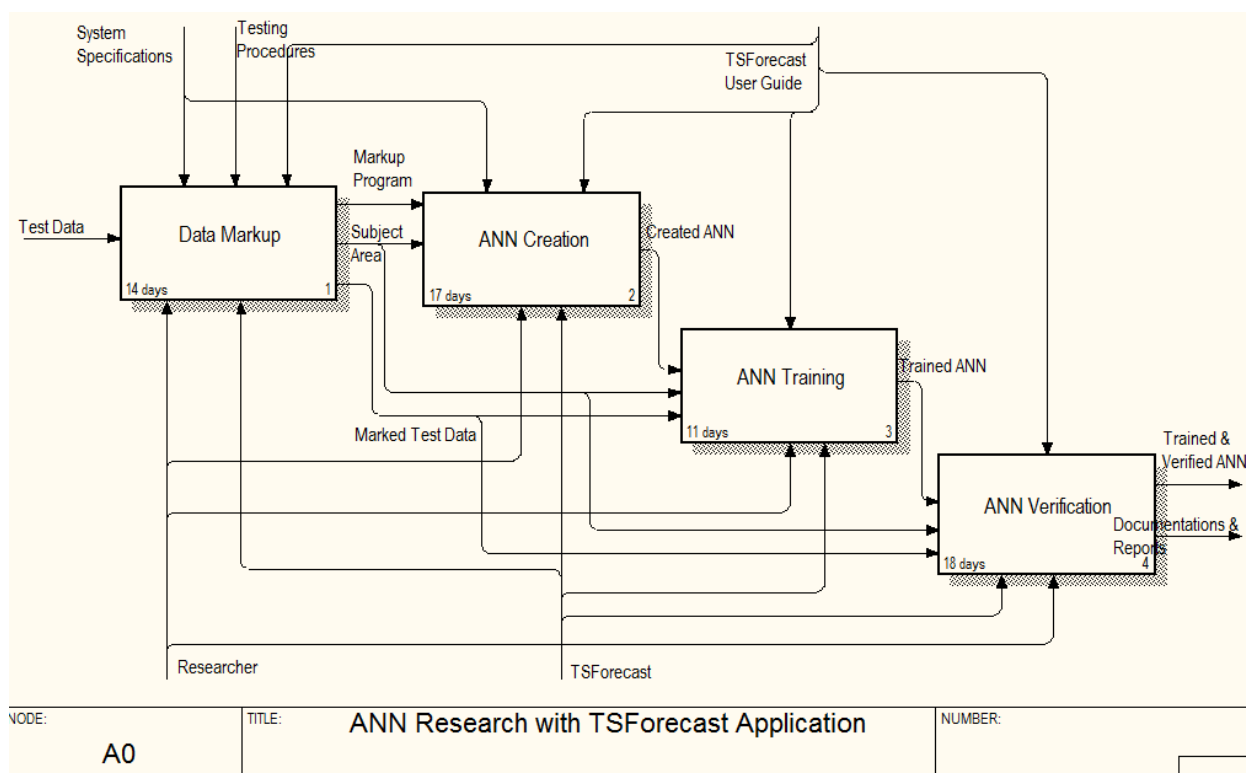 System
Specifications
Testing
Procedures
TSForecast
User Guide
Test Data
Data Markup
14 days
1
Markup
Program
Subject
Area
ANN Creation
17 days
2
Created ANN
ANN Training
11 days
3
Trained ANN
Marked Test Data
ANN Verification
18 days
4
Trained &
Verified ANN
Documentations &
Reports
Researcher
TSForecast
NODE:
A0
TITLE:
ANN Research with TSForecast Application
NUMBER: